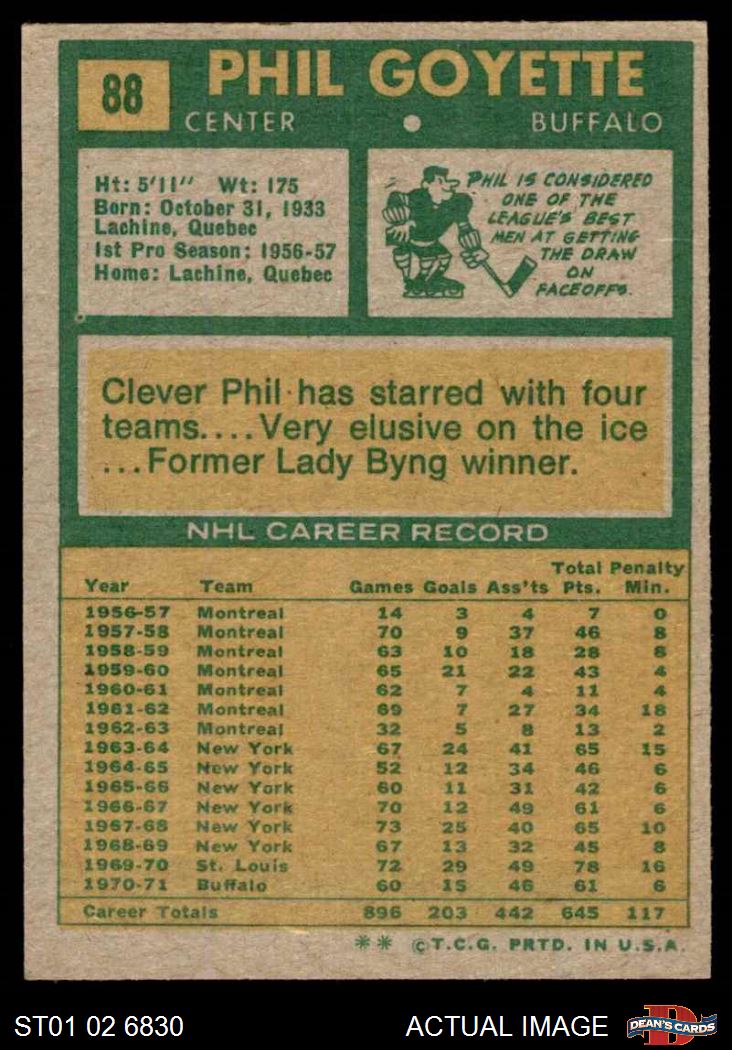 88
PHIL GOYETTE
CENTER • BUFFALO
Ht: 5'11'' Wt: 175
Born: October 31, 1933
Lachine, Quebec
1st Pro Season: 1956-57
Home: Lachine, Quebec
PHIL IS CONSIDERED
ONE OF THE
LEAGUE'S BEST
MEN AT GETTING
THE DRAW
ON
FACEOFFS.
Clever Phil has starred with four
teams....Very elusive on the ice
...Former Lady Byng winner.
NHL CAREER RECORD
Year Team Games Goals Ass'ts Total Pts. Penalty Min.
1956-57 Montreal 14 3 4 7 0
1957-58 Montreal 70 9 37 46 8
1958-59 Montreal 63 10 18 28 8
1959-60 Montreal 65 21 22 43 4
1960-61 Montreal 62 7 4 11 4
1961-62 Montreal 69 7 27 34 18
1962-63 Montreal 32 5 8 13 2
1963-64 New York 67 24 41 65 15
1964-65 New York 52 12 34 46 6
1965-66 New York 60 11 31 42 6
1966-67 New York 70 12 49 61 6
1967-68 New York 73 25 40 65 10
1968-69 New York 67 13 32 45 8
1969-70 St. Louis 72 29 49 78 16
1970-71 Buffalo 60 15 46 61 6
Career Totals 896 203 442 645 117
** ©T.C.G. PRTD. IN U.S.A.
ST01 02 6830 ACTUAL IMAGE
D
DEAN'S CARDS